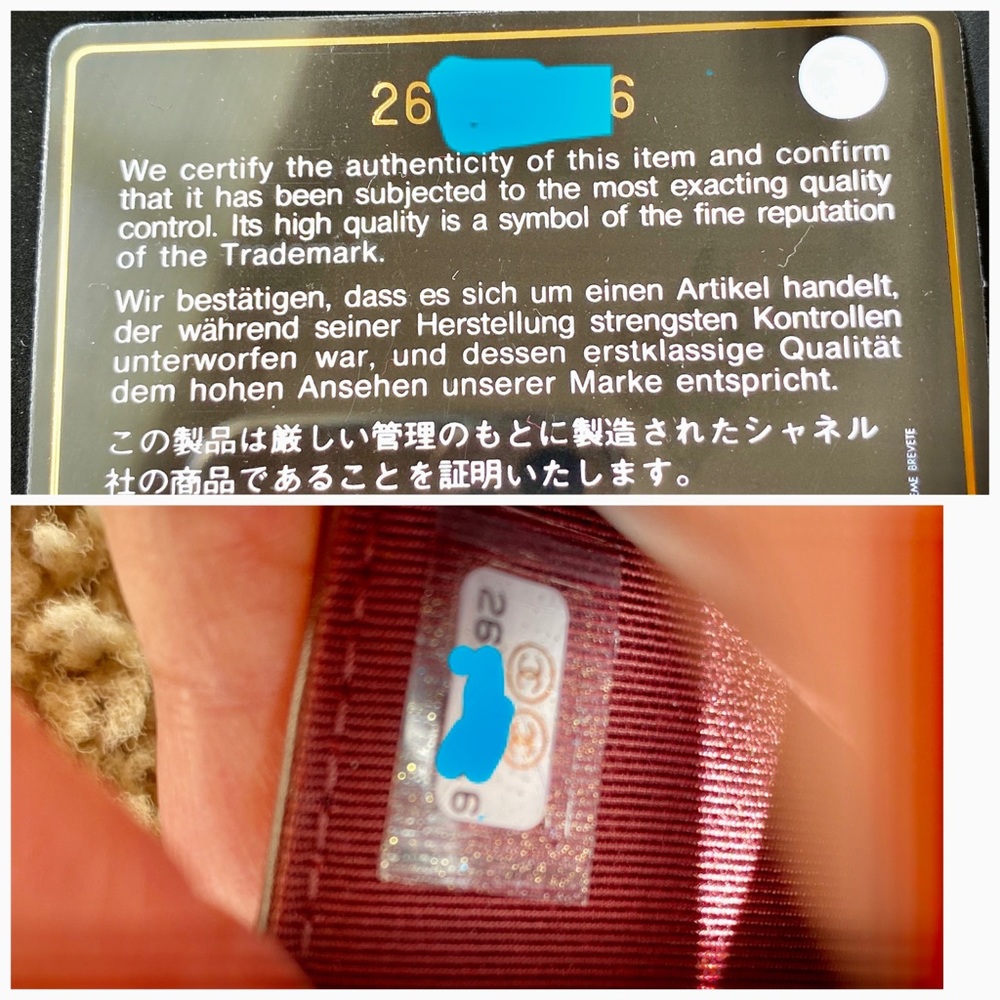 26 6
We certify the authenticity of this item and confirm
that it has been subjected to the most exacting quality
control. Its high quality is a symbol of the fine reputation
of the Trademark.
Wir bestätigen, dass es sich um einen Artikel handelt,
der während seiner Herstellung strengsten Kontrollen
unterworfen war, und dessen erstklassige Qualität
dem hohen Ansehen unserer Marke entspricht.
この製品は厳しい管理のもとに製造されたシャネル
社の商品であることを証明いたします。
EME BREVETE
26 6